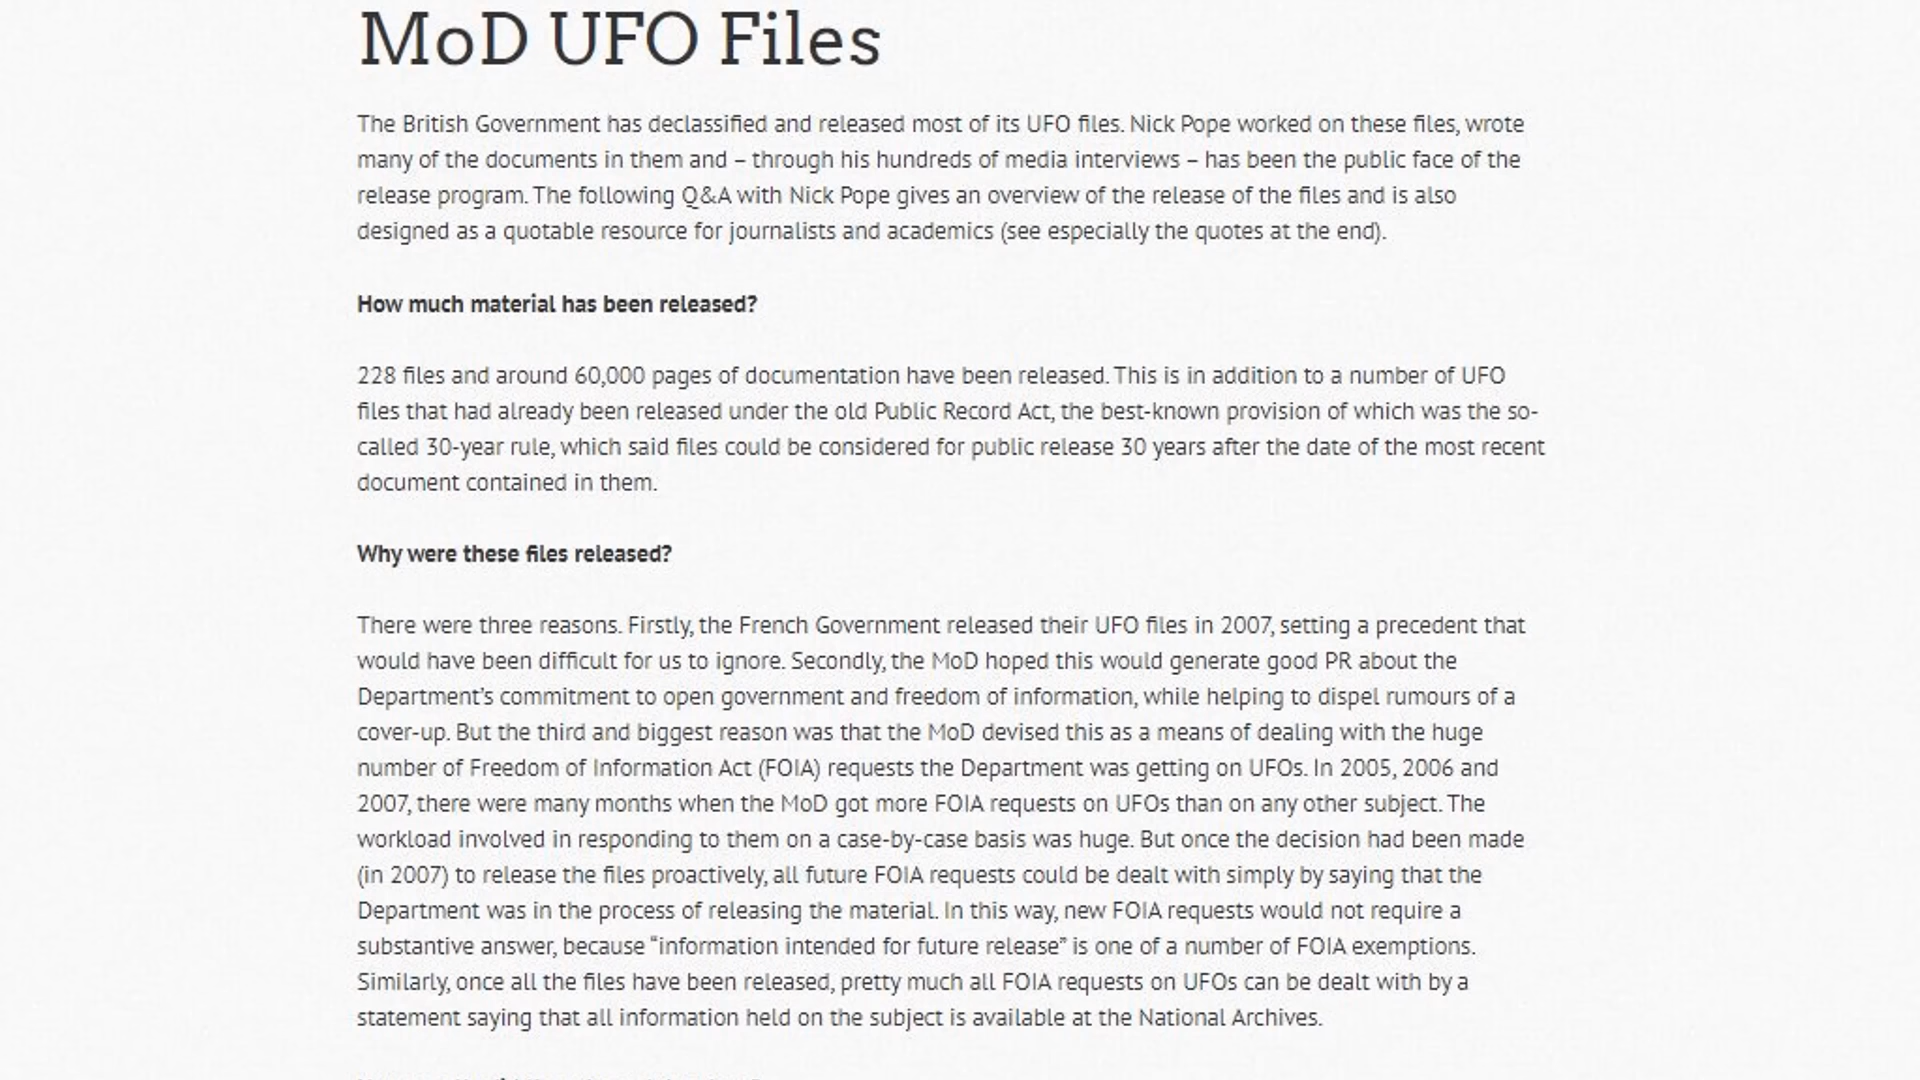 MoD UFO Files
The British Government has declassified and released most of its UFO files. Nick Pope worked on these files, wrote
many of the documents in them and – through his hundreds of media interviews – has been the public face of the
release program. The following Q&A with Nick Pope gives an overview of the release of the files and is also
designed as a quotable resource for journalists and academics (see especially the quotes at the end).
How much material has been released?
228 files and around 60,000 pages of documentation have been released. This is in addition to a number of UFO
files that had already been released under the old Public Record Act, the best-known provision of which was the so-
called 30-year rule, which said files could be considered for public release 30 years after the date of the most recent
document contained in them.
Why were these files released?
There were three reasons. Firstly, the French Government released their UFO files in 2007, setting a precedent that
would have been difficult for us to ignore. Secondly, the MoD hoped this would generate good PR about the
Department’s commitment to open government and freedom of information, while helping to dispel rumours of a
cover-up. But the third and biggest reason was that the MoD devised this as a means of dealing with the huge
number of Freedom of Information Act (FOIA) requests the Department was getting on UFOs. In 2005, 2006 and
2007, there were many months when the MoD got more FOIA requests on UFOs than on any other subject. The
workload involved in responding to them on a case-by-case basis was huge. But once the decision had been made
(in 2007) to release the files proactively, all future FOIA requests could be dealt with simply by saying that the
Department was in the process of releasing the material. In this way, new FOIA requests would not require a
substantive answer, because “information intended for future release” is one of a number of FOIA exemptions.
Similarly, once all the files have been released, pretty much all FOIA requests on UFOs can be dealt with by a
statement saying that all information held on the subject is available at the National Archives.